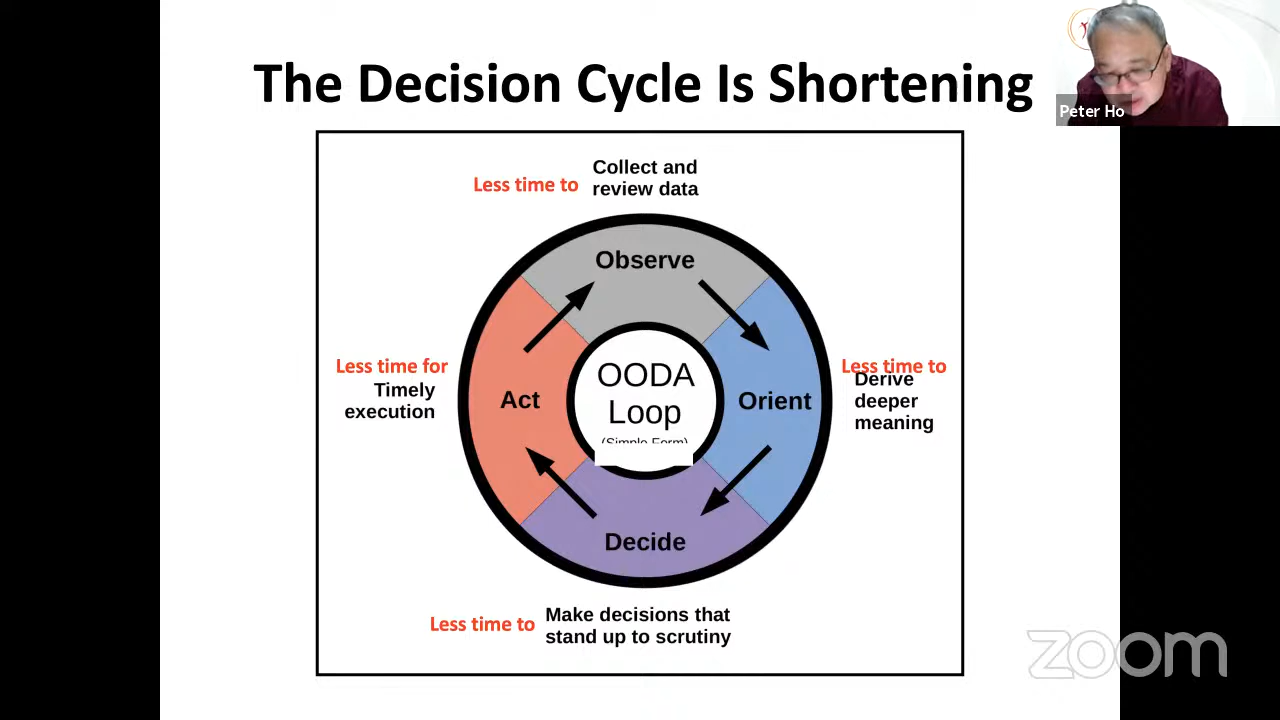 The Decision Cycle Is Shortening
Peter Ho
Less time to
Collect and
review data
Observe
Less time for
Timely
execution
Act
OODA
Loop
(Simple Form)
Orient
Less time to
Derive
deeper
meaning
Decide
Less time to
Make decisions that
stand up to scrutiny
zoom